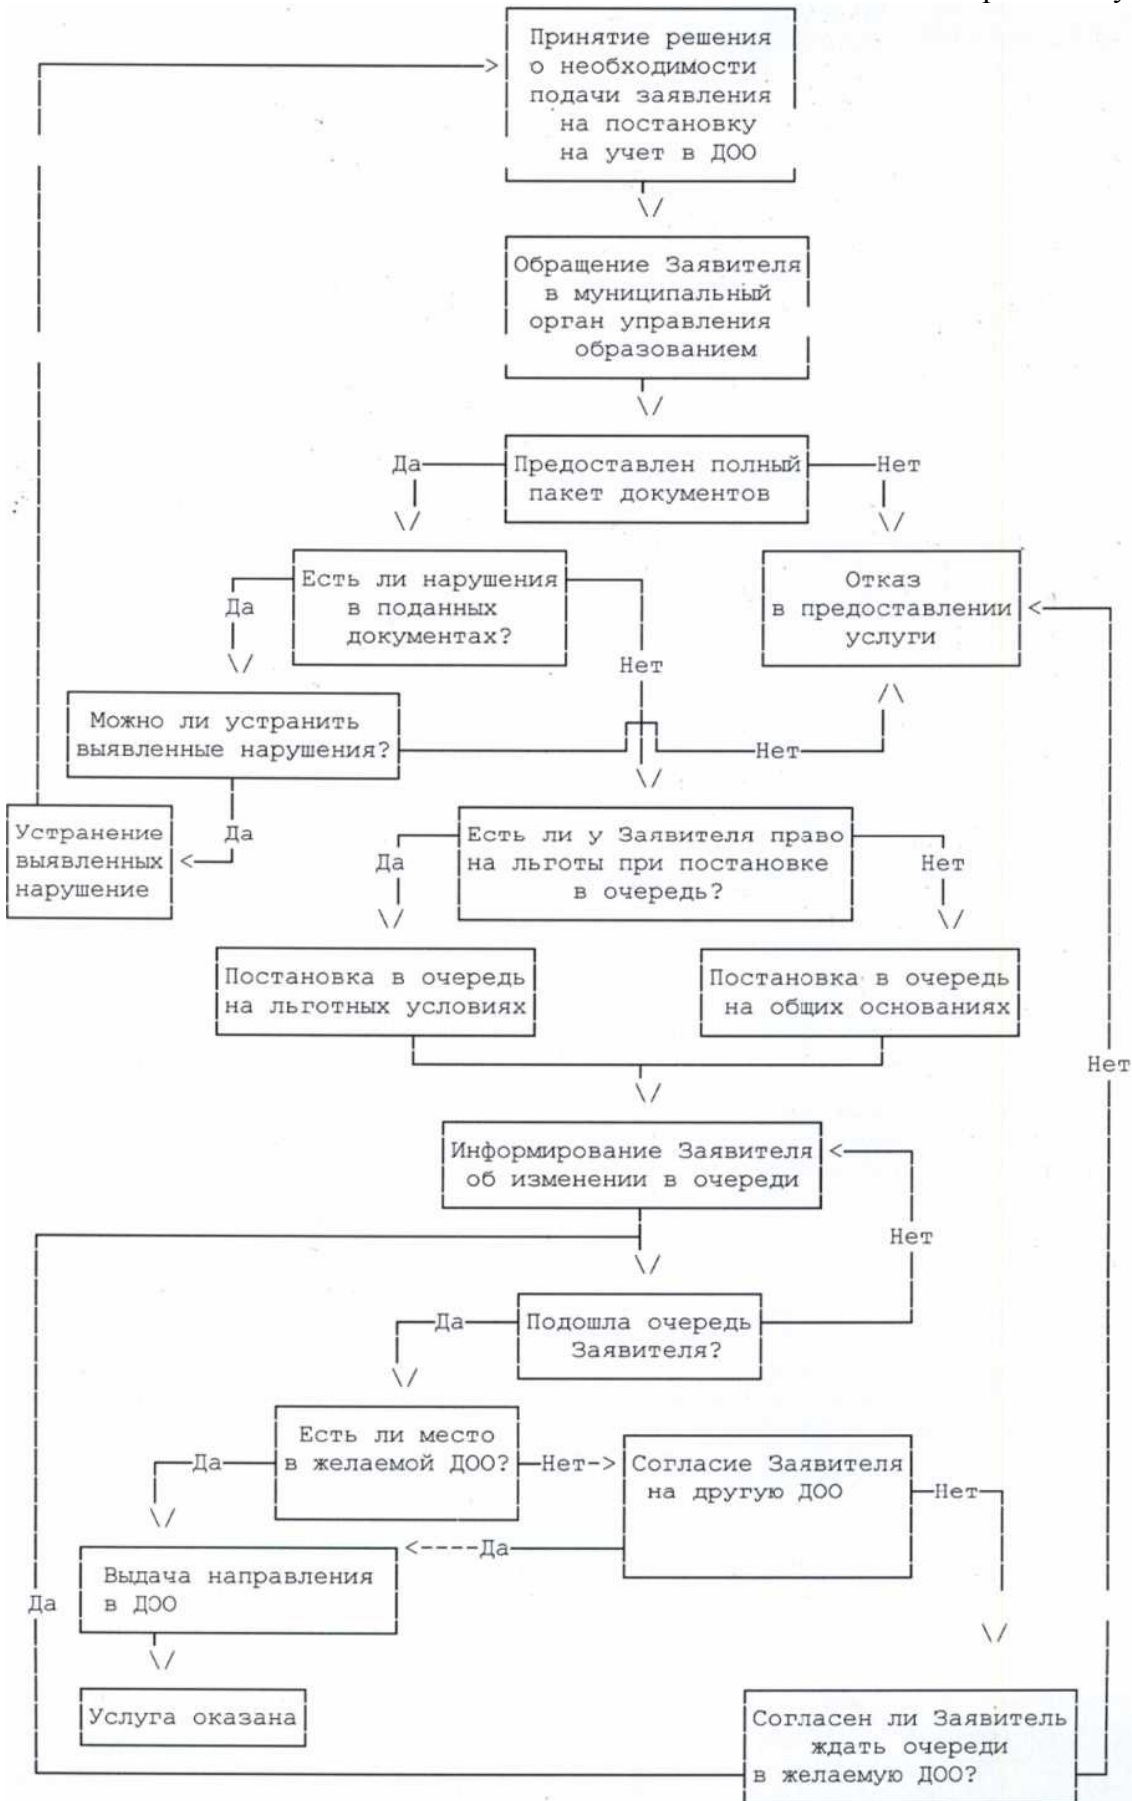 Принятие решения
о необходимости
подачи заявления
на постановку
на учет в ДОО
Обращение Заявителя
в муниципальный
орган управления
образованием
Да
Предоставлен полный
пакет документов
Нет
Есть ли нарушения
в поданных
документах?
Да
Нет
Отказ
в предоставлении
услуги
Можно ли устранить
выявленные нарушения?
Нет
Да
Устранение
выявленных
нарушение
Есть ли у Заявителя право
на льготы при постановке
в очередь?
Да
Нет
Постановка в очередь
на льготных условиях
Постановка в очередь
на общих основаниях
Нет
Информирование Заявителя
об изменении в очереди
Нет
Подошла очередь
Заявителя?
Да
Есть ли место
в желаемой ДОО?
Да
Нет
Согласие Заявителя
на другую ДОО
Нет
Да
Выдача направления
в ДОО
Да
Услуга оказана
Согласен ли Заявитель
ждать очереди
в желаемую ДОО?